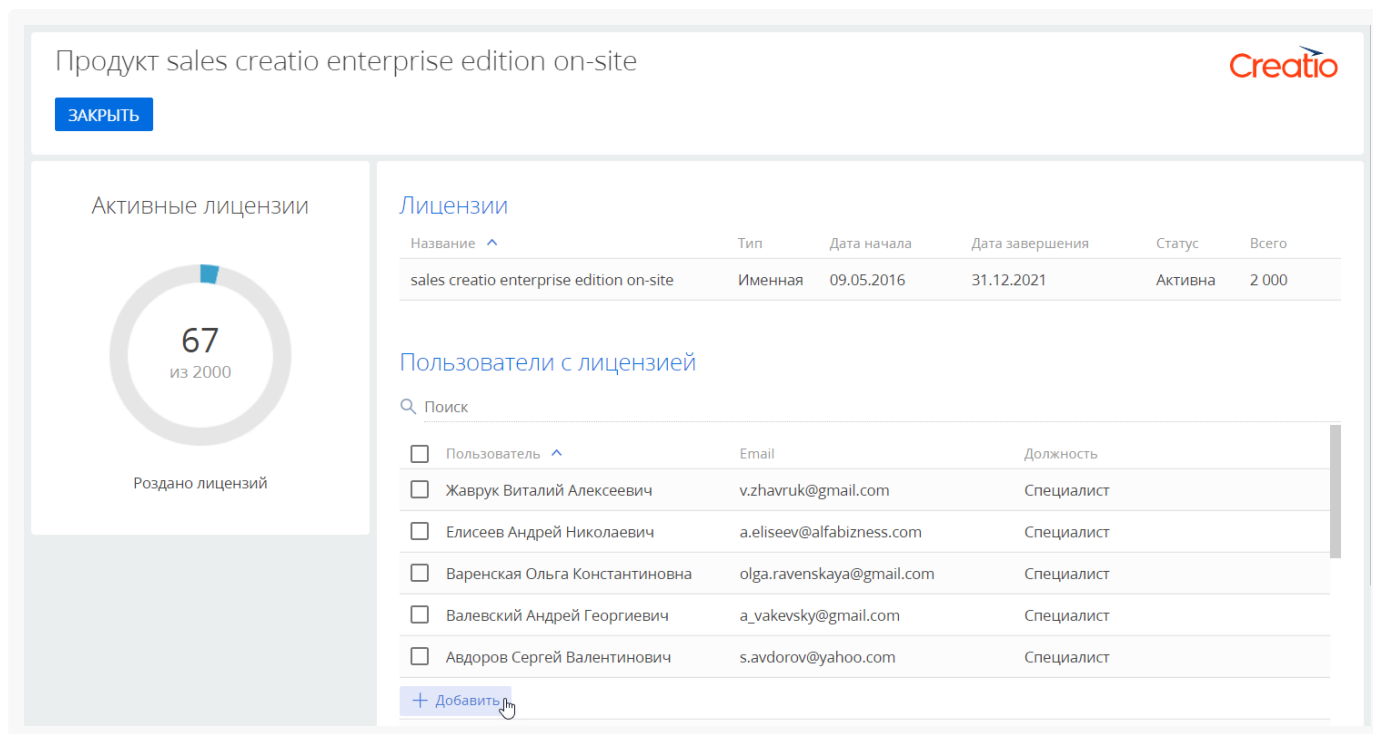 Продукт sales creatio enterprise edition on-site
Creatio
ЗАКРЫТЬ
Активные лицензии
67
из 2000
Роздано лицензий
Лицензии
Название Тип Дата начала Дата завершения Статус Всего
sales creatio enterprise edition on-site Именная 09.05.2016 31.12.2021 Активна 2 000
Пользователи с лицензией
Поиск
Пользователь Email Должность
Жаврук Виталий Алексеевич v.zhavruk@gmail.com Специалист
Елисеев Андрей Николаевич a.eliseev@alfabizness.com Специалист
Варенская Ольга Константиновна olga.ravenskaya@gmail.com Специалист
Валевский Андрей Георгиевич a_vakevsky@gmail.com Специалист
Авдоров Сергей Валентинович s.avdorov@yahoo.com Специалист
+ Добавить